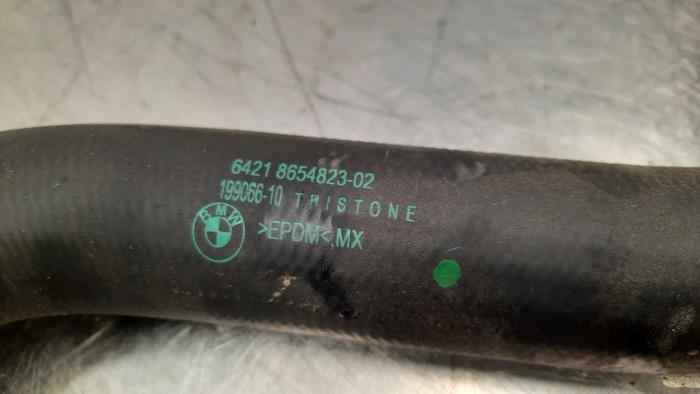 6421 8654823-02
199066-10 TRISTONE
BMW
>EPDM<,MX